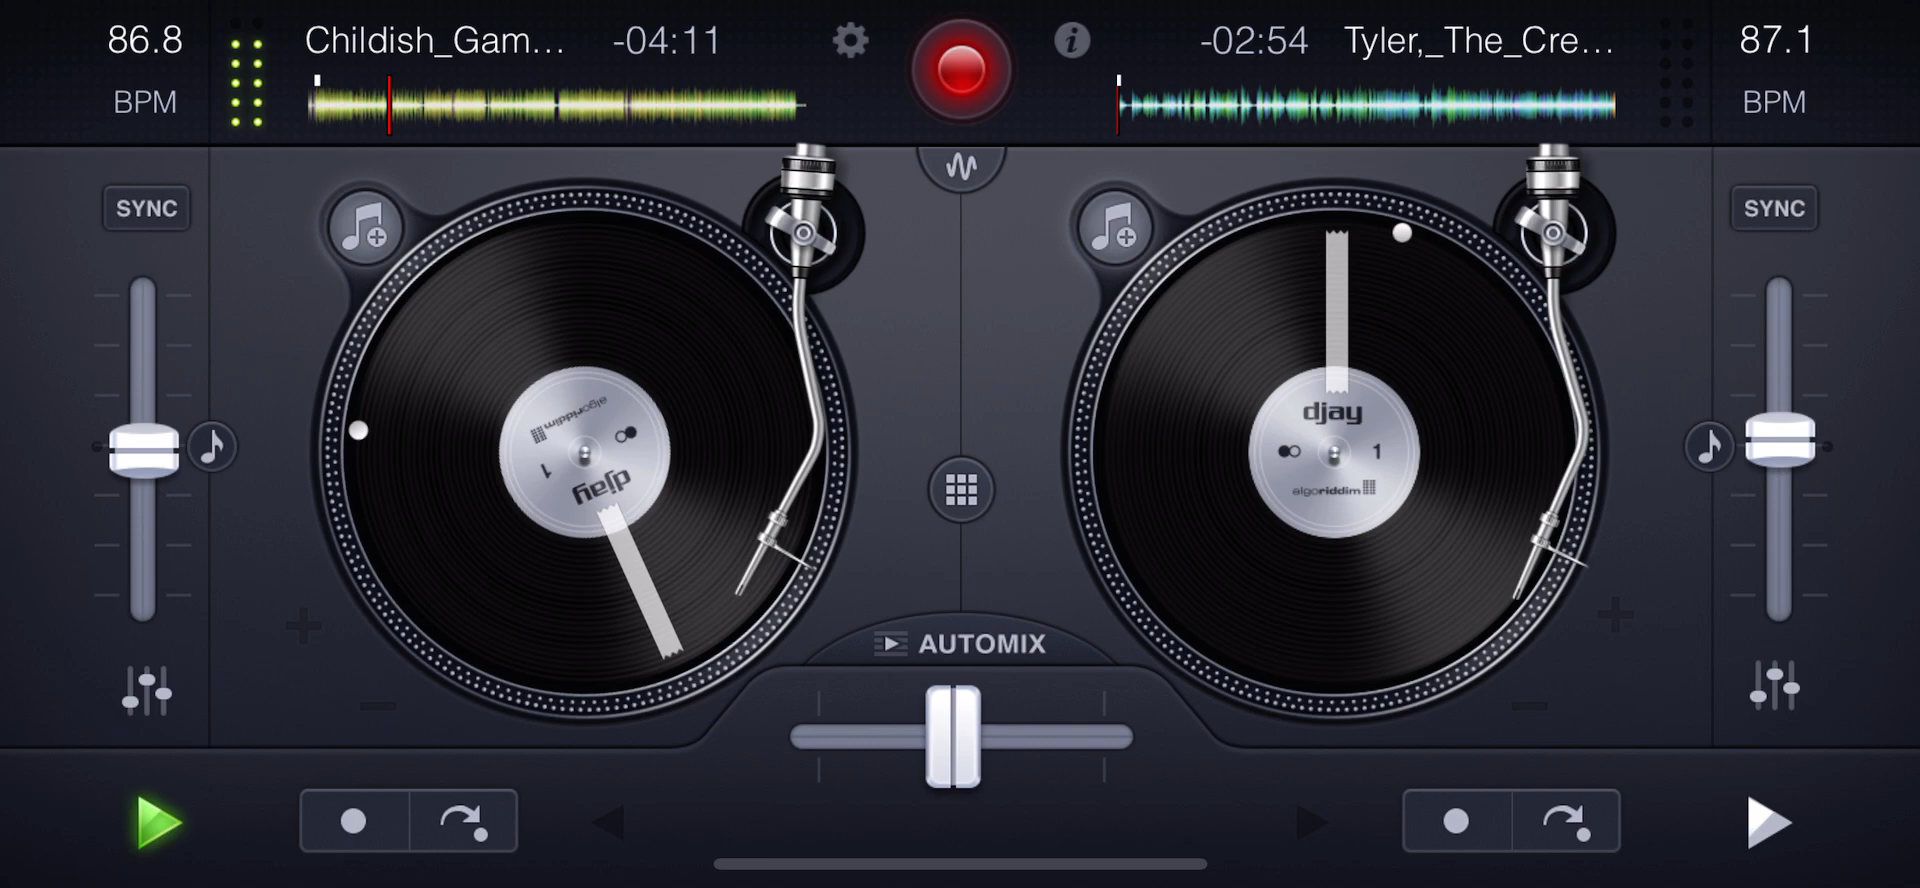 86.8
BPM
Childish_Gam...
-04:11
-02:54
Tyler,_The_Cre...
87.1
BPM
SYNC
SYNC
algoriddim
1
djay
djay
1
algoriddim
AUTOMIX